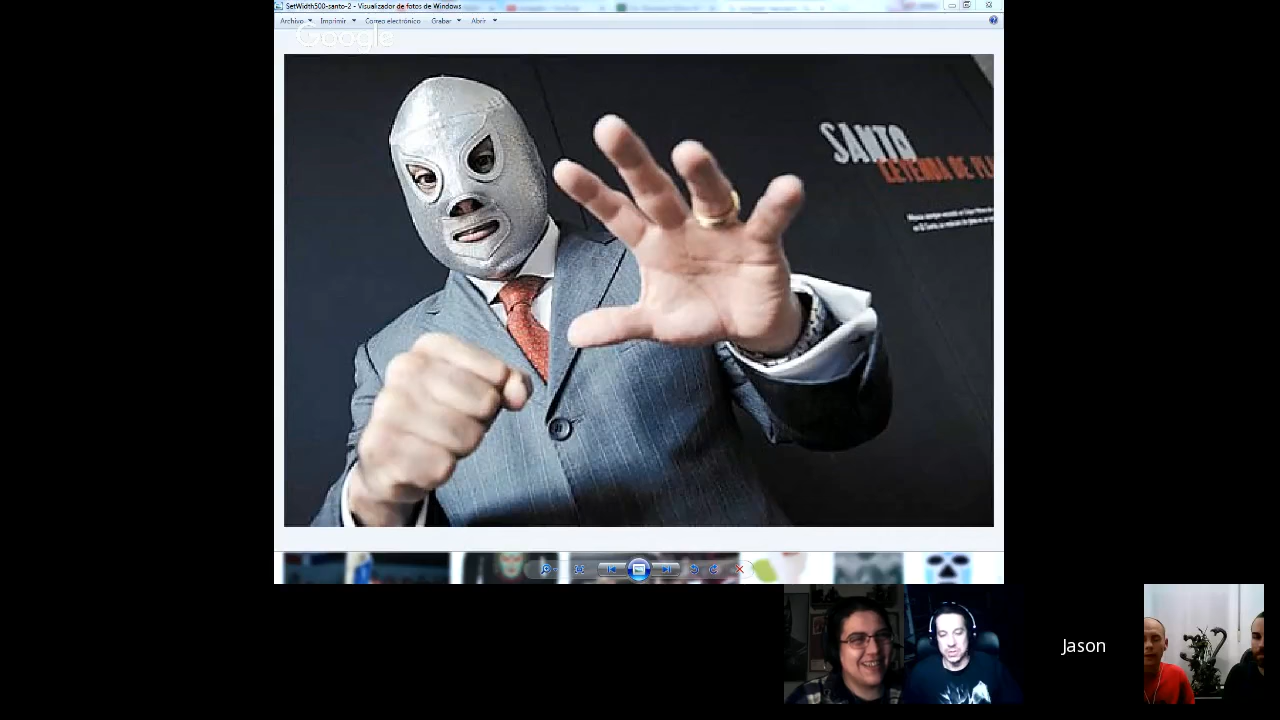 SetWidth500-santo-2 - Visualizador de fotos de Windows
Archivo Imprimir Correo electrónico Grabar Abrir
Google
SANTO
LEYENDA DE PLA
Jason